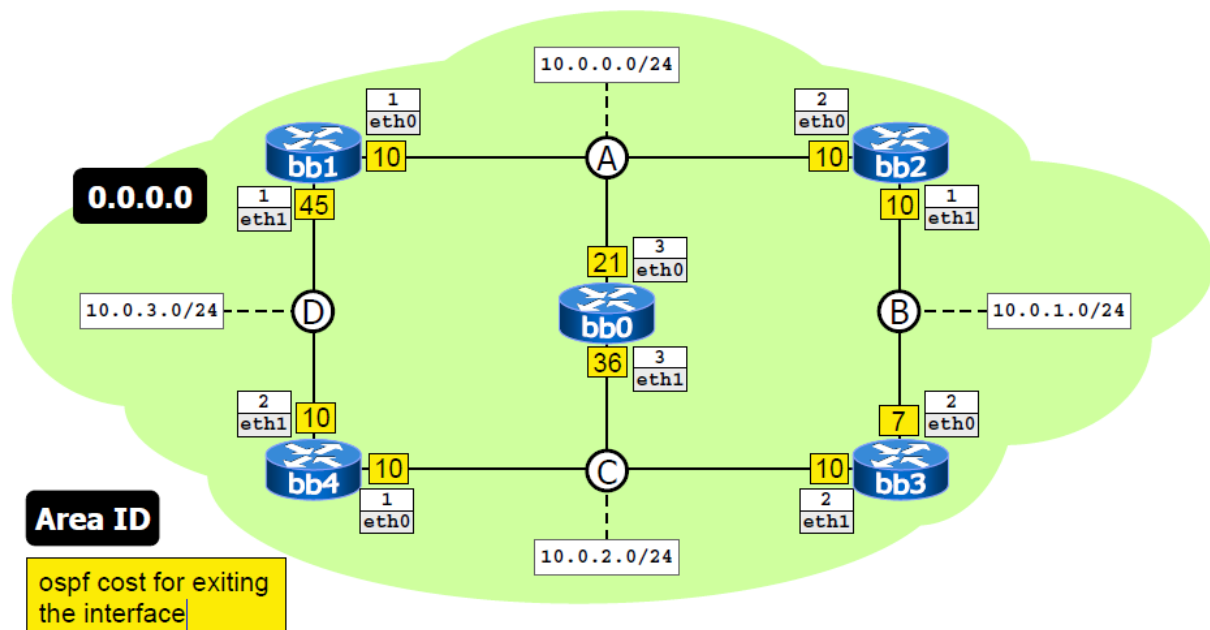 10.0.0.0/24
1
eth0
2
eth0
bb1
10
A
10
bb2
0.0.0.0
1
eth1
45
10
1
eth1
21
3
eth0
10.0.3.0/24
D
bb0
B
10.0.1.0/24
36
3
eth1
2
eth1
10
7
2
eth0
bb4
10
C
10
bb3
1
eth0
2
eth1
Area ID
10.0.2.0/24
ospf cost for exiting
the interface